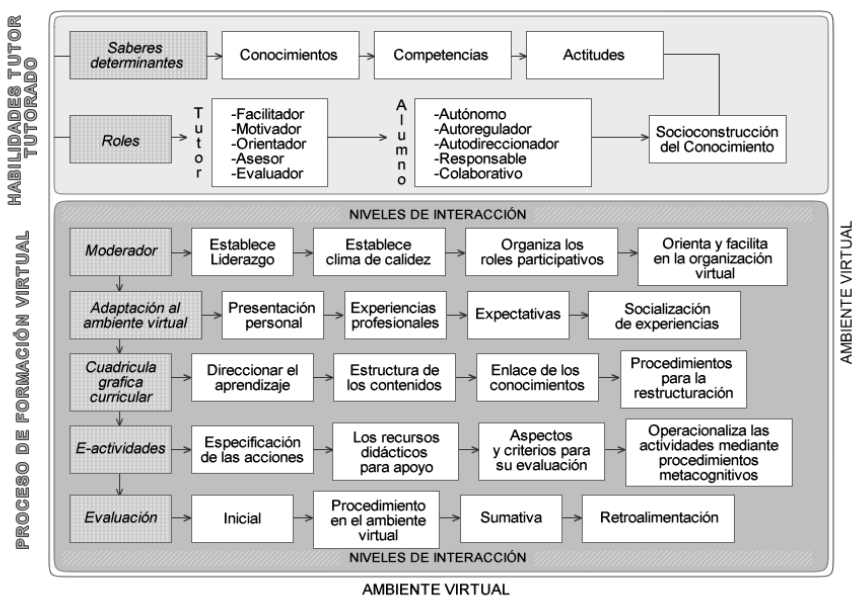 HABILIDADES TUTOR
TUTORADO
Saberes
determinantes
Conocimientos
Competencias
Actitudes
Roles
Tutor
-Facilitador
-Motivador
-Orientador
-Asesor
-Evaluador
Alumno
-Autónomo
-Autoregulador
-Autodireccionador
-Responsable
-Colaborativo
Socioconstrucción
del Conocimiento
PROCESO DE FORMACIÓN VIRTUAL
NIVELES DE INTERACCIÓN
Moderador
Establece
Liderazgo
Establece
clima de calidez
Organiza los
roles participativos
Orienta y facilita
en la organización
virtual
Adaptación al
ambiente virtual
Presentación
personal
Experiencias
profesionales
Expectativas
Socialización
de experiencias
Cuadricula
grafica
curricular
Direccionar el
aprendizaje
Estructura de
los contenidos
Enlace de los
conocimientos
Procedimientos
para la
restructuración
E-actividades
Especificación
de las acciones
Los recursos
didácticos
para apoyo
Aspectos
y criterios para
su evaluación
Operacionaliza las
actividades mediante
procedimientos
metacognitivos
Evaluación
Inicial
Procedimiento
en el ambiente
virtual
Sumativa
Retroalimentación
NIVELES DE INTERACCIÓN
AMBIENTE VIRTUAL
AMBIENTE VIRTUAL